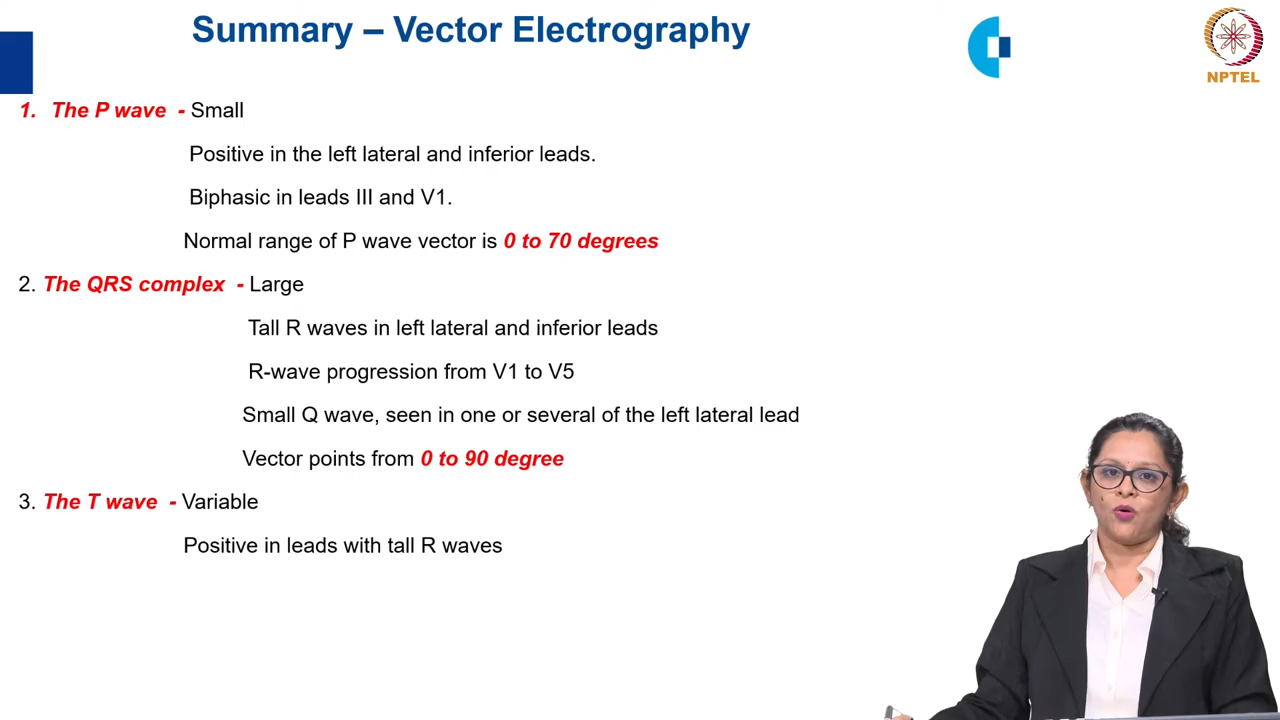 Summary – Vector Electrography
NPTEL
1. The P wave - Small
Positive in the left lateral and inferior leads.
Biphasic in leads III and V1.
Normal range of P wave vector is 0 to 70 degrees
2. The QRS complex - Large
Tall R waves in left lateral and inferior leads
R-wave progression from V1 to V5
Small Q wave, seen in one or several of the left lateral lead
Vector points from 0 to 90 degree
3. The T wave - Variable
Positive in leads with tall R waves